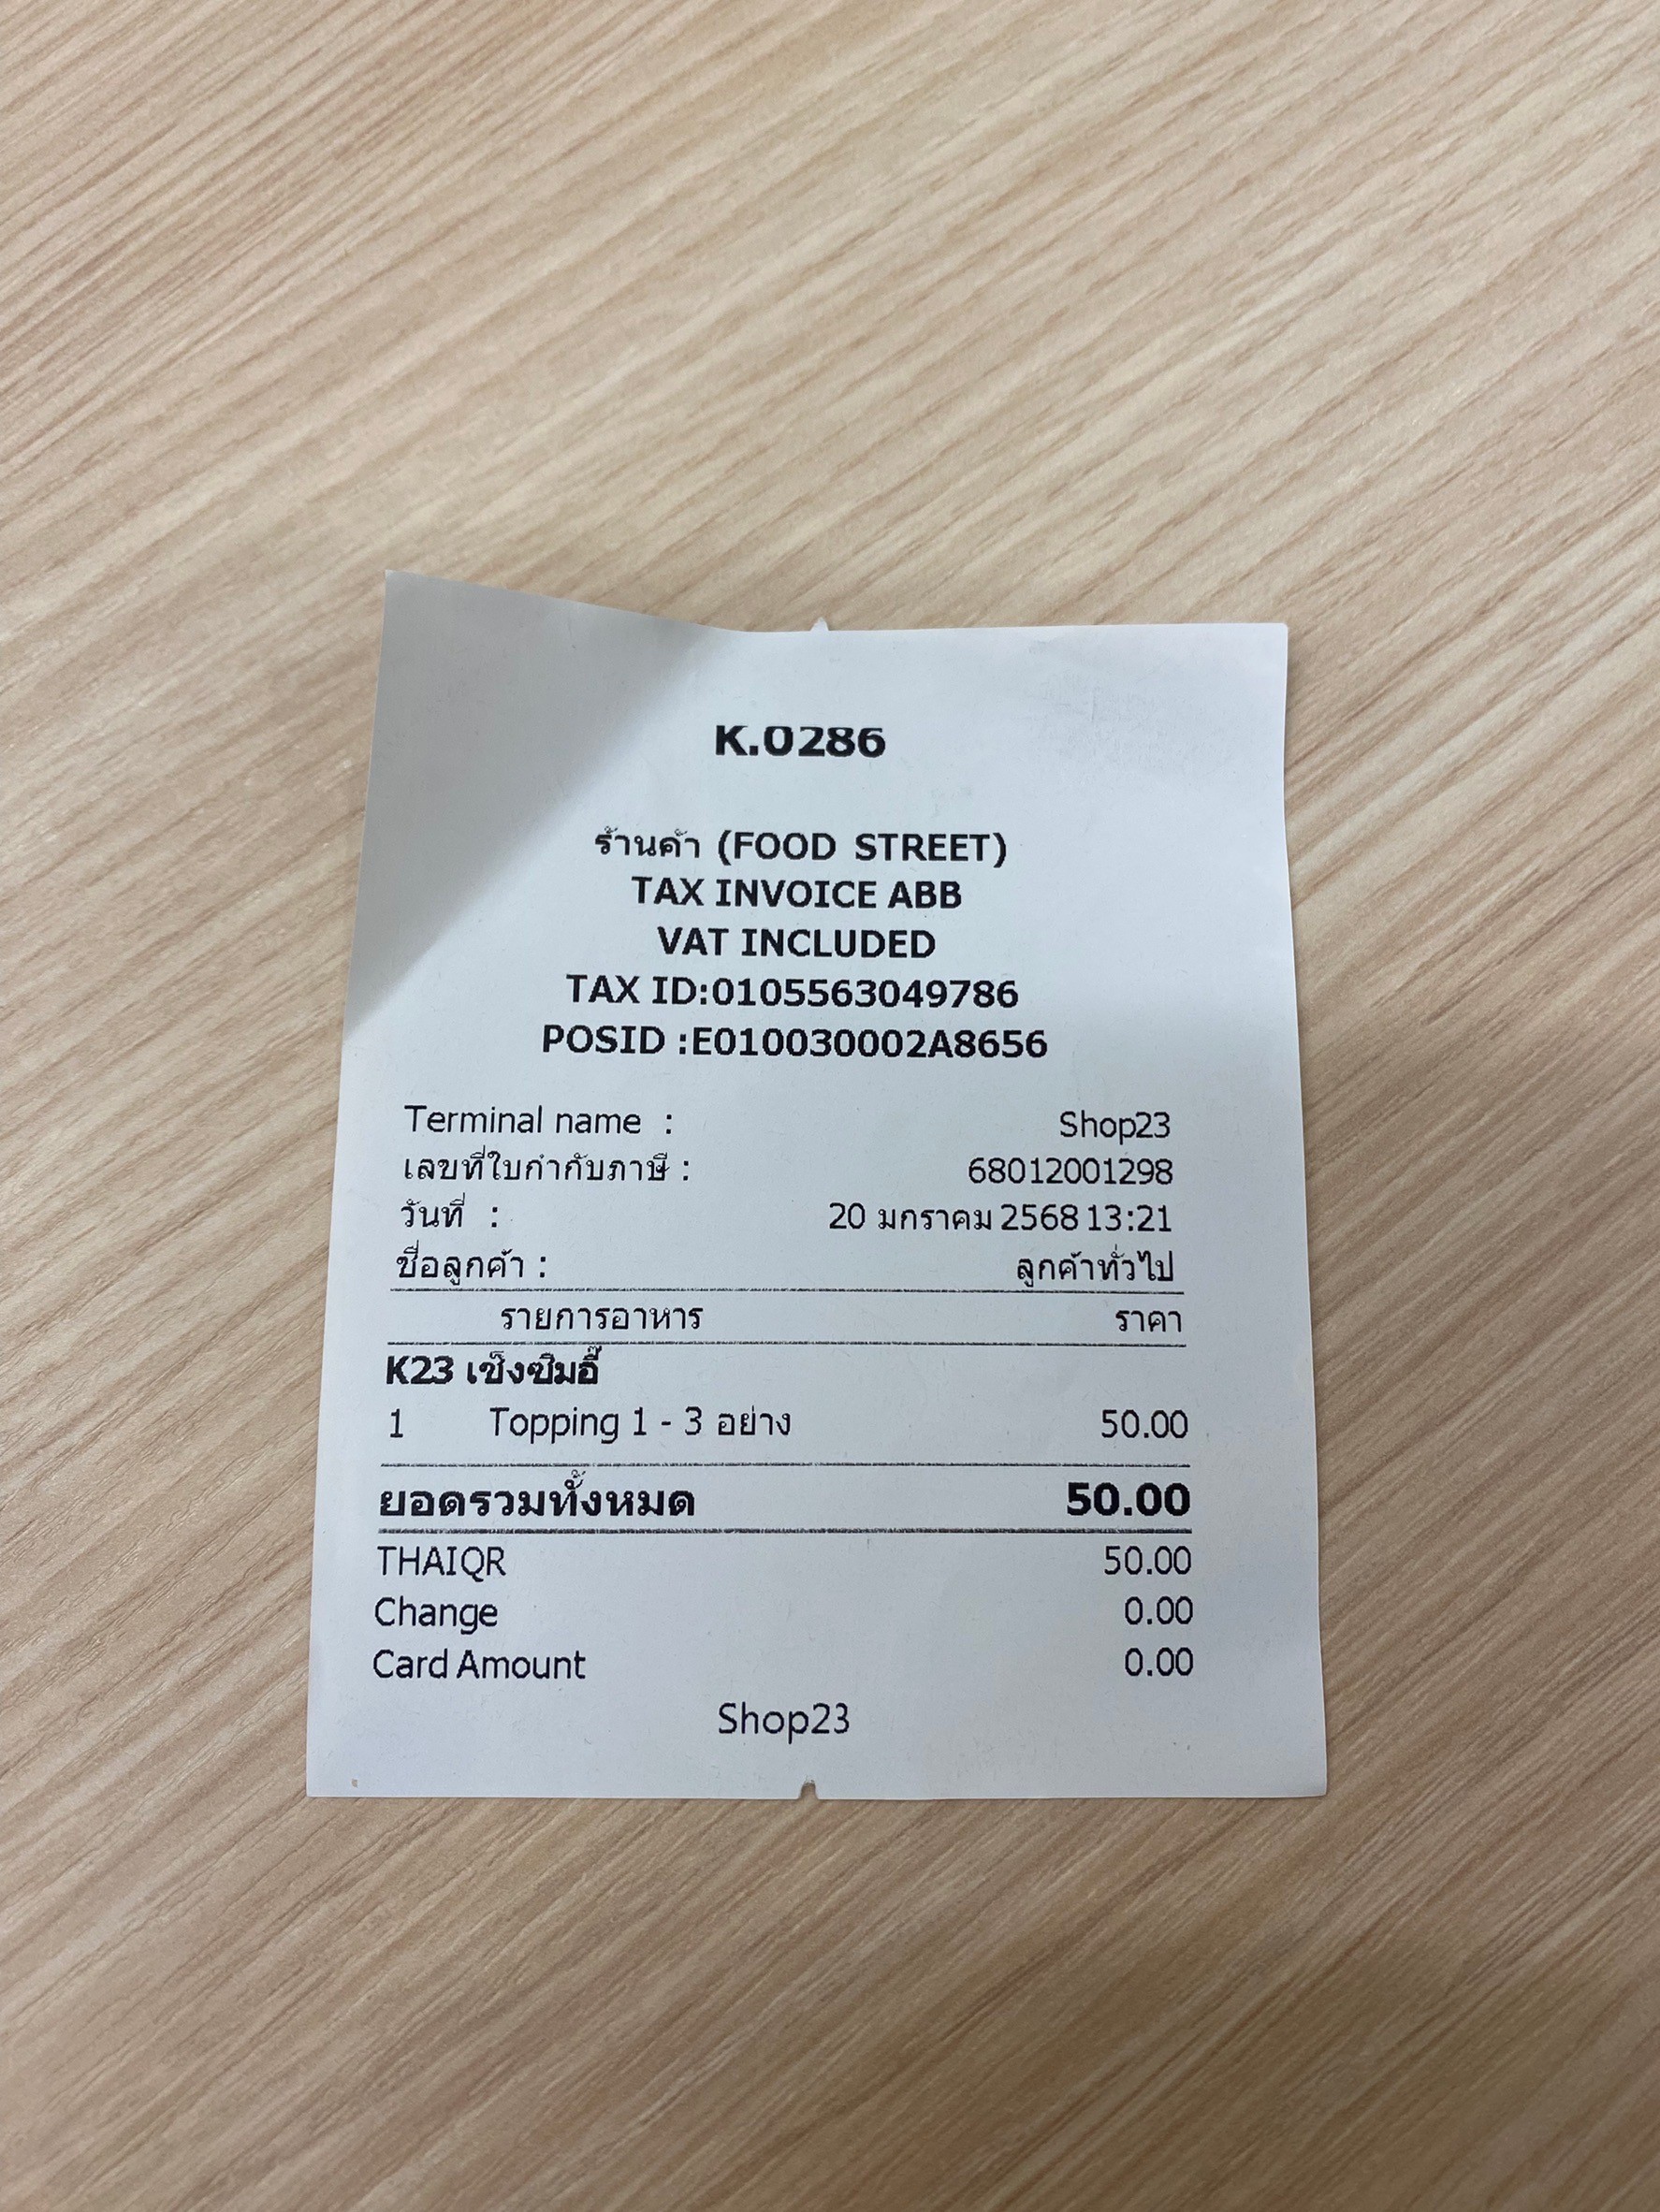 K.0286
ร้านค้า (FOOD STREET)
TAX INVOICE ABB
VAT INCLUDED
TAX ID:0105563049786
POSID :E010030002A8656
Terminal name : Shop23
เลขที่ใบกำกับภาษี : 68012001298
วันที่ : 20 มกราคม 2568 13:21
ชื่อลูกค้า : ลูกค้าทั่วไป
รายการอาหาร ราคา
K23 เช็งซิมอี๊
1 Topping 1 - 3 อย่าง 50.00
ยอดรวมทั้งหมด 50.00
THAIQR 50.00
Change 0.00
Card Amount 0.00
Shop23